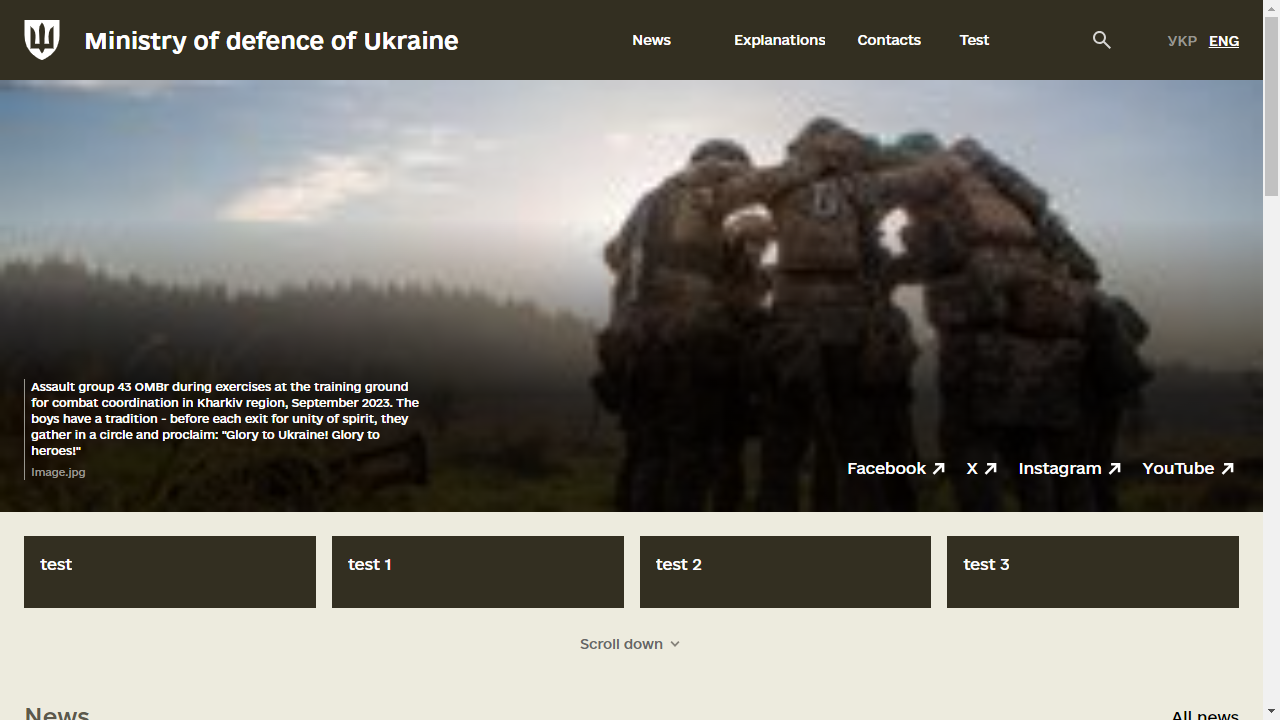 Ministry of defence of Ukraine
News
Explanations
Contacts
Test
УКР
ENG
Assault group 43 OMBr during exercises at the training ground
for combat coordination in Kharkiv region, September 2023. The
boys have a tradition - before each exit for unity of spirit, they
gather in a circle and proclaim: "Glory to Ukraine! Glory to
heroes!"
Image.jpg
Facebook
X
Instagram
YouTube
test
test 1
test 2
test 3
Scroll down
News
All news